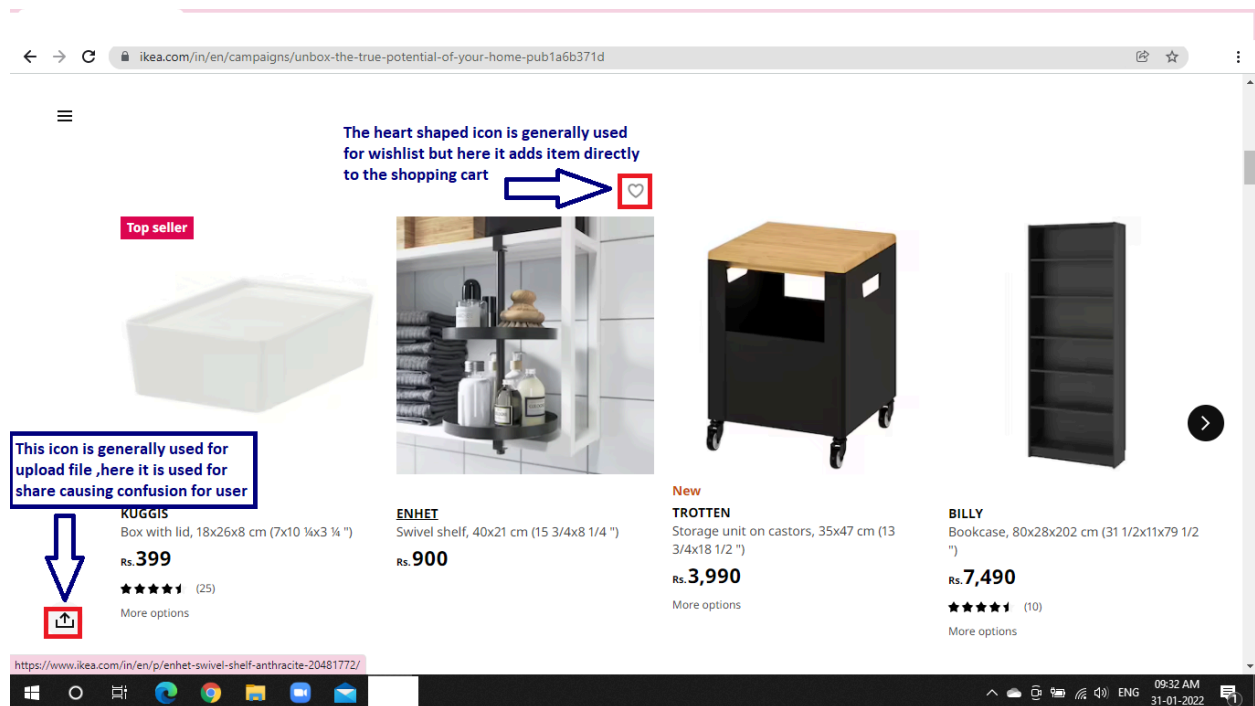 ikea.com/in/en/campaigns/unbox-the-true-potential-of-your-home-pub1a6b371d
The heart shaped icon is generally used
for wishlist but here it adds item directly
to the shopping cart
Top seller
This icon is generally used for
upload file ,here it is used for
share causing confusion for user
KUGGIS
Box with lid, 18x26x8 cm (7x10 ¼x3 ¼ ")
Rs.399
(25)
More options
ENHET
Swivel shelf, 40x21 cm (15 3/4x8 1/4 ")
Rs.900
New
TROTTEN
Storage unit on castors, 35x47 cm (13
3/4x18 1/2 ")
Rs.3,990
More options
BILLY
Bookcase, 80x28x202 cm (31 1/2x11x79 1/2
")
Rs.7,490
(10)
More options
https://www.ikea.com/in/en/p/enhet-swivel-shelf-anthracite-20481772/
ENG
09:32 AM
31-01-2022
1